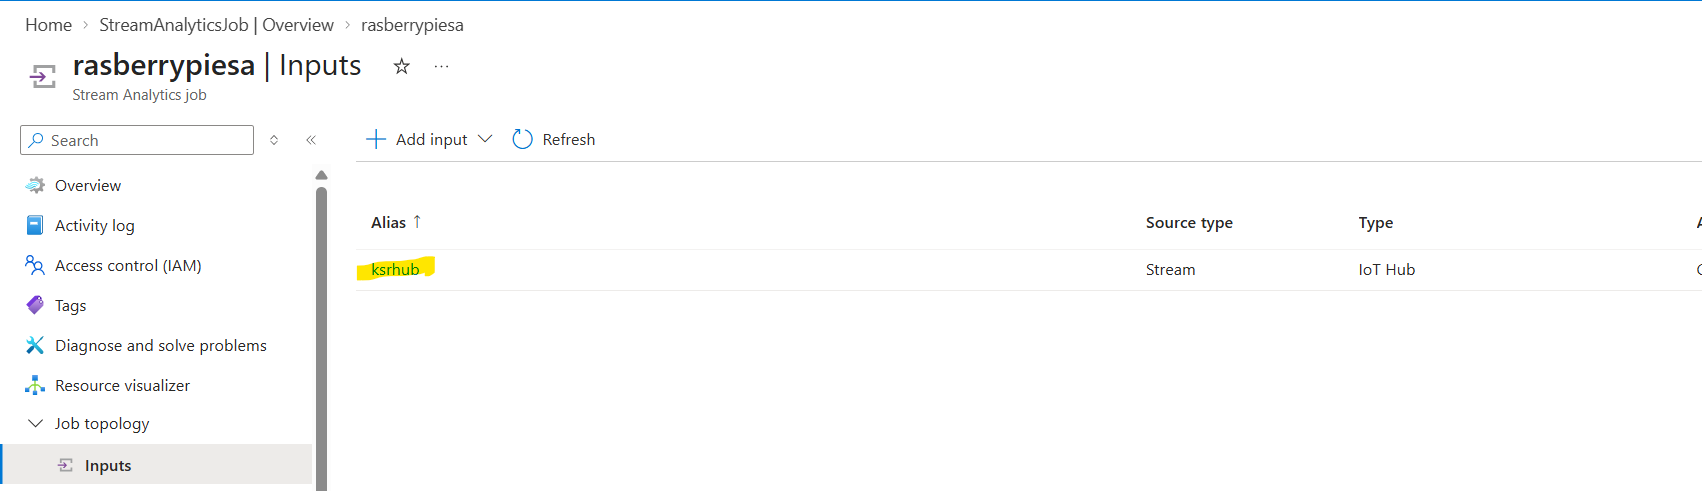 Home > StreamAnalyticsJob | Overview > rasberrypiesa
rasberrypiesa | Inputs
Stream Analytics job
Search
Add input
Refresh
Overview
Activity log
Access control (IAM)
Tags
Diagnose and solve problems
Resource visualizer
Job topology
Inputs
Alias ↑ Source type Type
ksrhub Stream IoT Hub